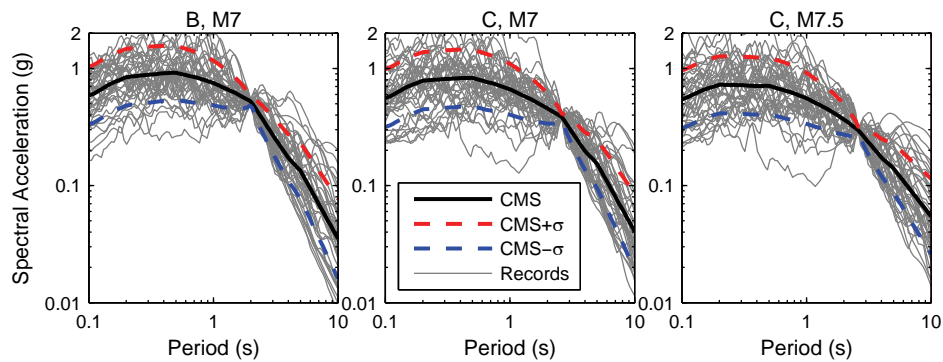 B, M7
C, M7
C, M7.5
Spectral Acceleration (g)
2
1
0.1
0.01
2
1
0.1
0.01
2
1
0.1
0.01
CMS
CMS+σ
CMS−σ
Records
0.1
1
10
0.1
1
10
0.1
1
10
Period (s)
Period (s)
Period (s)